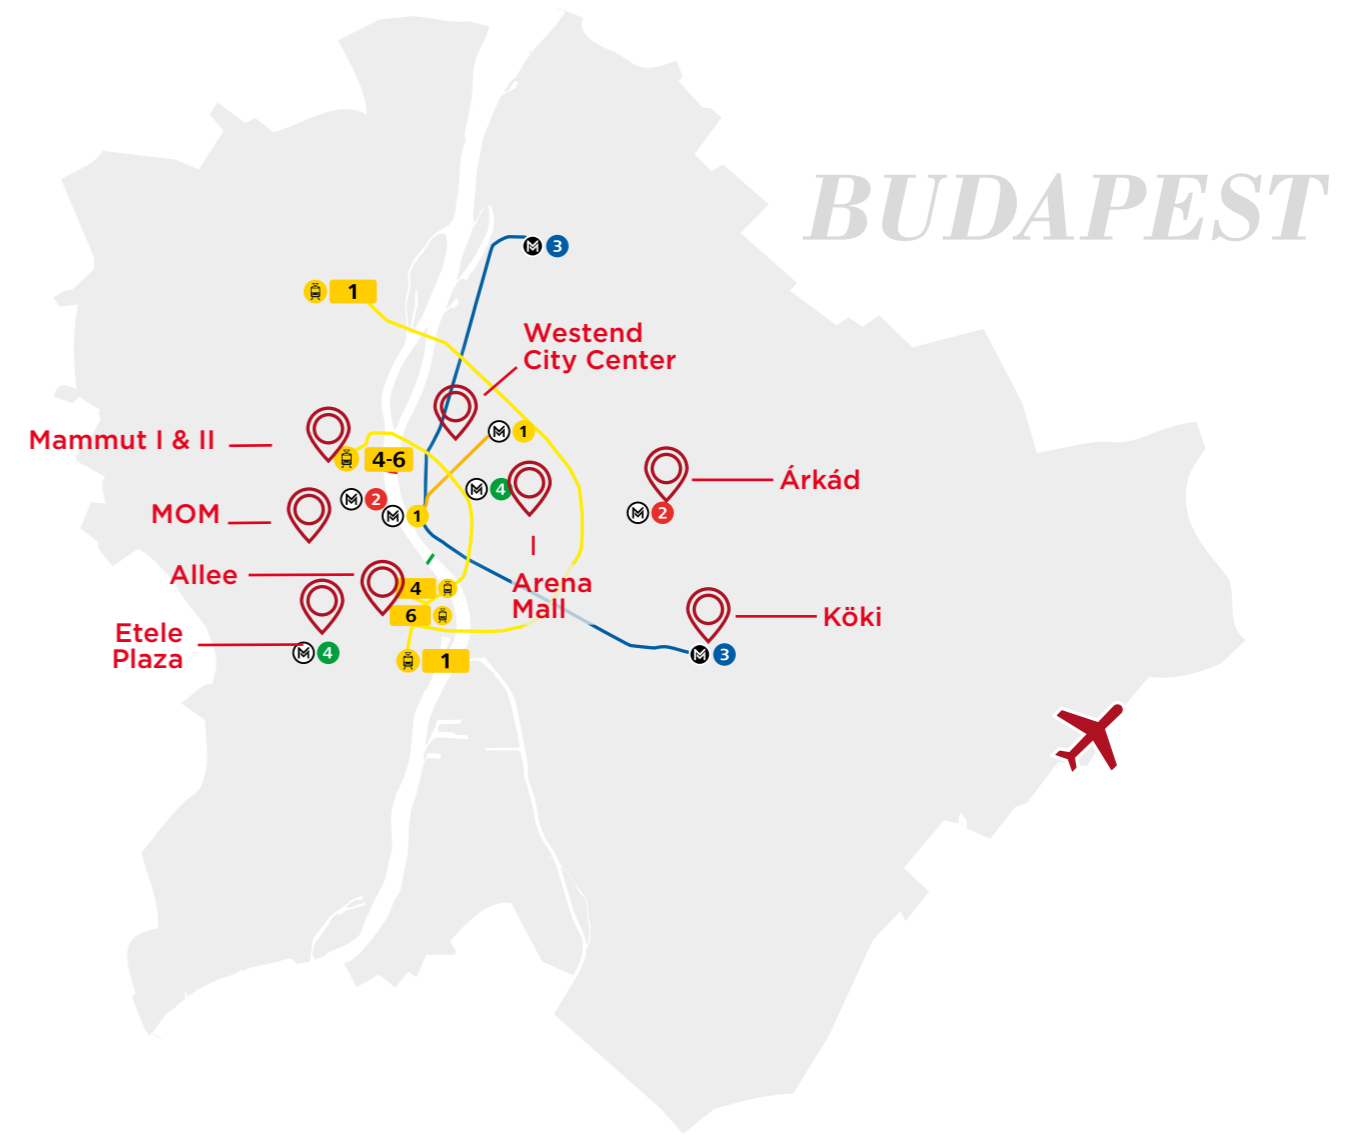 BUDAPEST
M 3
1
Westend
City Center
M 1
Mammut I & II
4-6
Árkád
M 4
M 2
M 2
MOM
M 1
Allee
Arena
Mall
4
6
Köki
Etele
Plaza
M 4
M 3
1